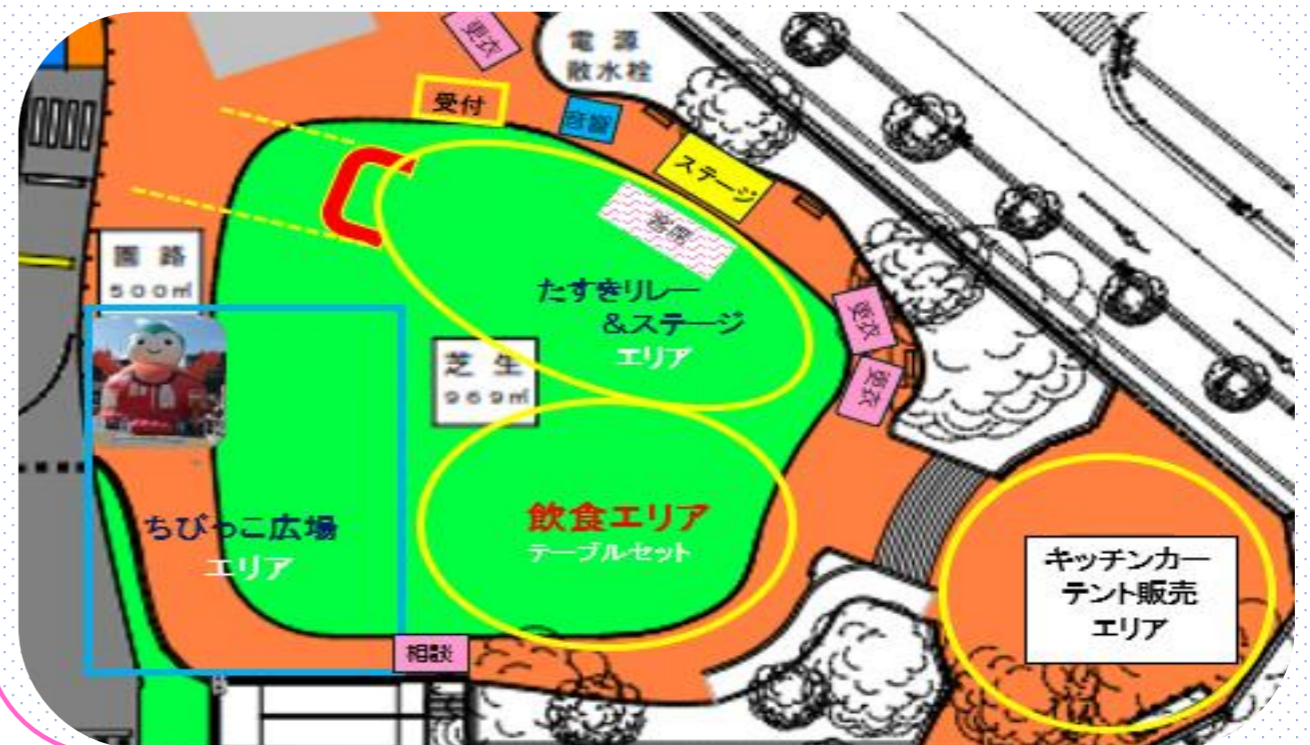 更衣
電 源
散水栓
受付
音響
ステージ
客席
園 路
500㎡
たすきリレー
&ステージ
エリア
更衣
芝 生
969㎡
更衣
飲食エリア
テーブルセット
ちびっこ広場
エリア
キッチンカー
テント販売
エリア
相談